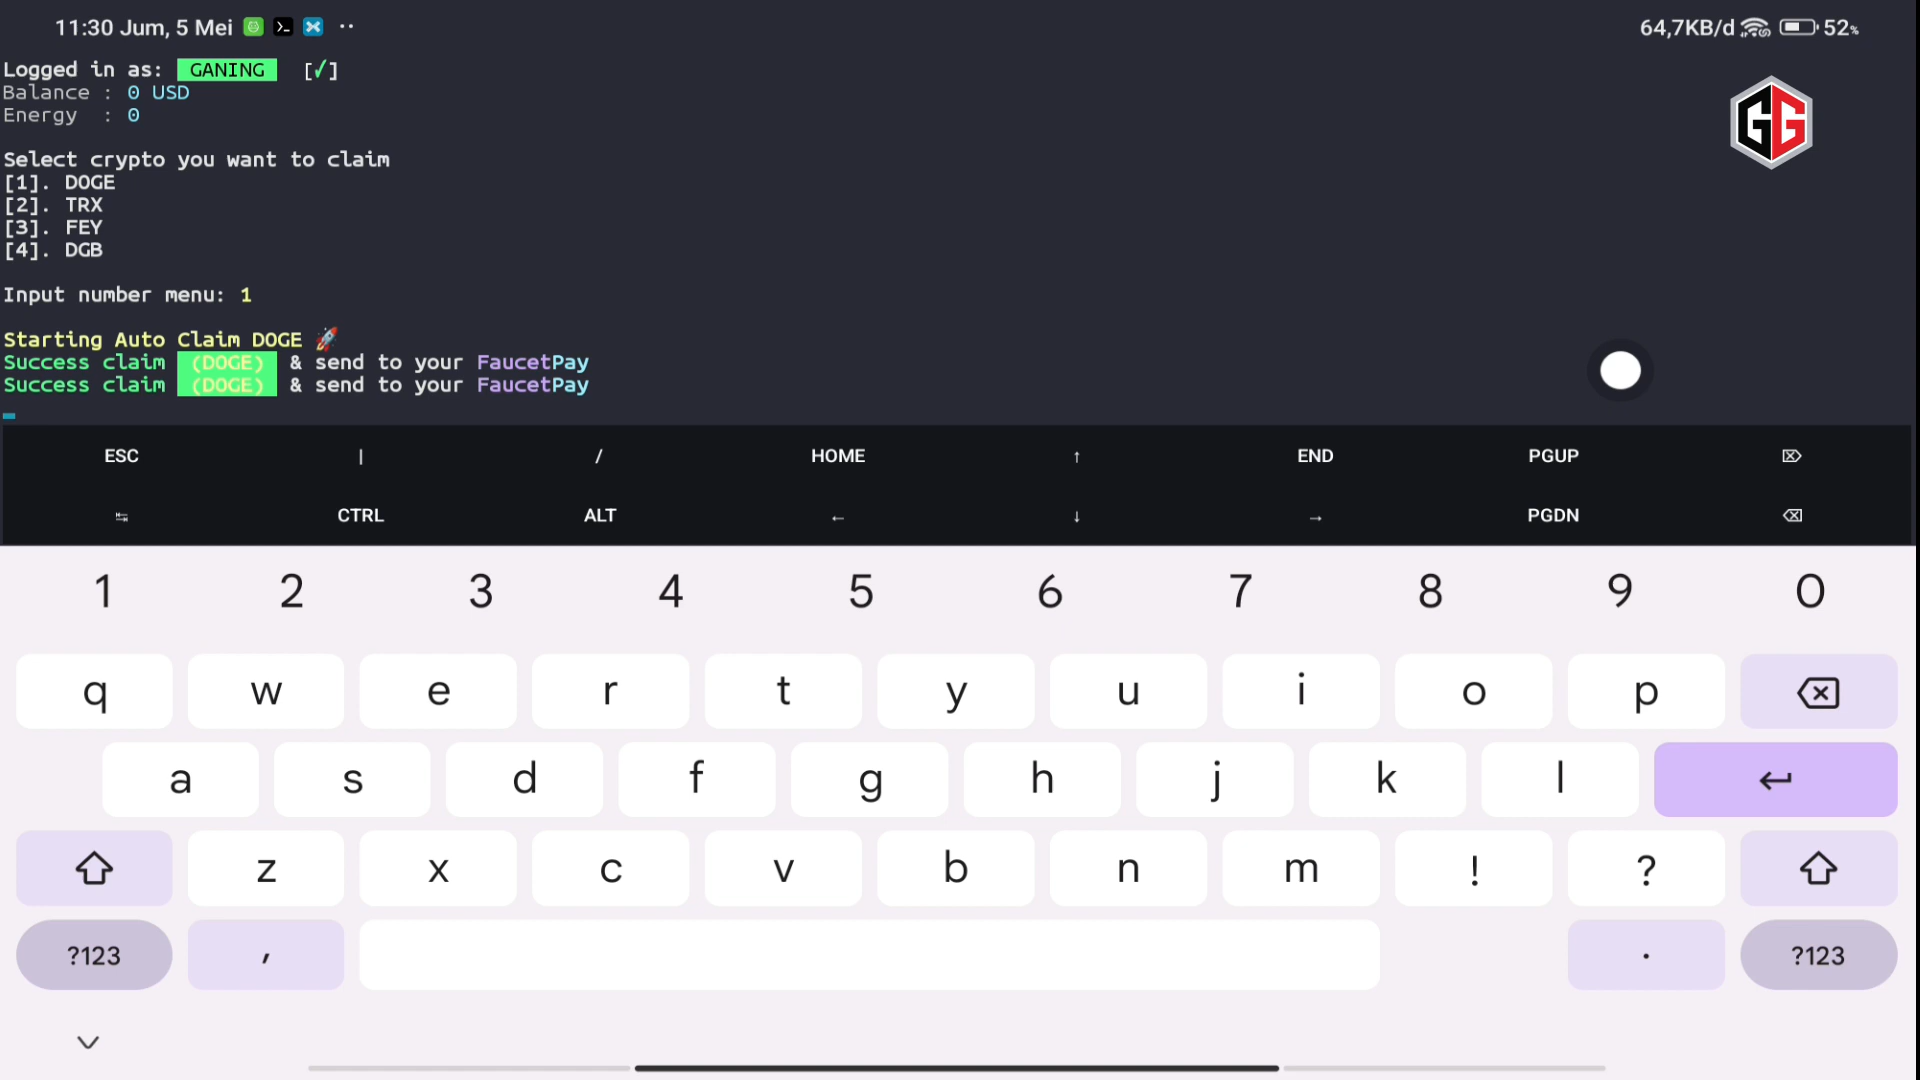 11:30 Jum, 5 Mei
64,7KB/d 52%
Logged in as: GANING [✓]
Balance : 0 USD
Energy : 0
GG
Select crypto you want to claim
[1]. DOGE
[2]. TRX
[3]. FEY
[4]. DGB
Input number menu: 1
Starting Auto Claim DOGE 🚀
Success claim (DOGE) & send to your FaucetPay
Success claim (DOGE) & send to your FaucetPay
ESC | / HOME ↑ END PGUP ⌦
↹ CTRL ALT ← ↓ → PGDN ⌫
1 2 3 4 5 6 7 8 9 0
q w e r t y u i o p
a s d f g h j k l
z x c v b n m ! ?
?123 , . ?123